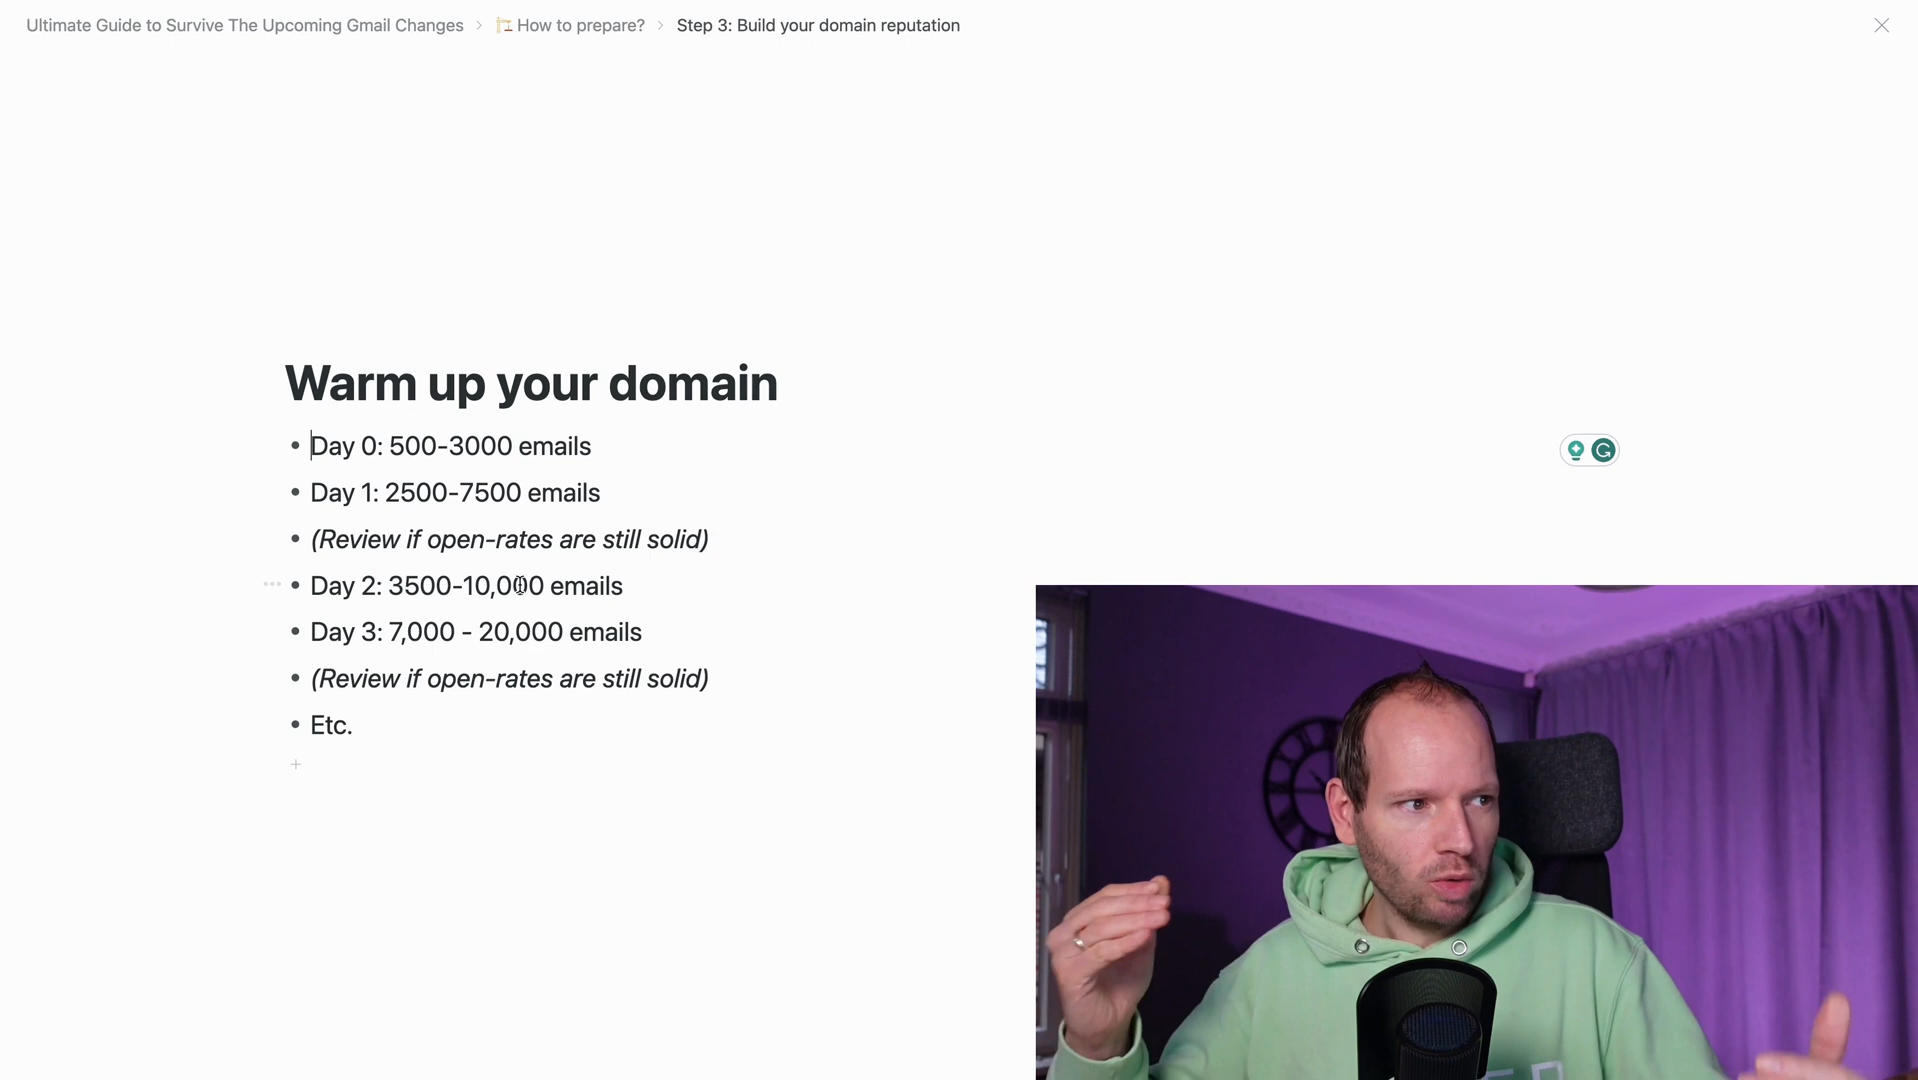 Ultimate Guide to Survive The Upcoming Gmail Changes > How to prepare? > Step 3: Build your domain reputation
Warm up your domain
• Day 0: 500-3000 emails
• Day 1: 2500-7500 emails
• (Review if open-rates are still solid)
• Day 2: 3500-10,000 emails
• Day 3: 7,000 - 20,000 emails
• (Review if open-rates are still solid)
• Etc.